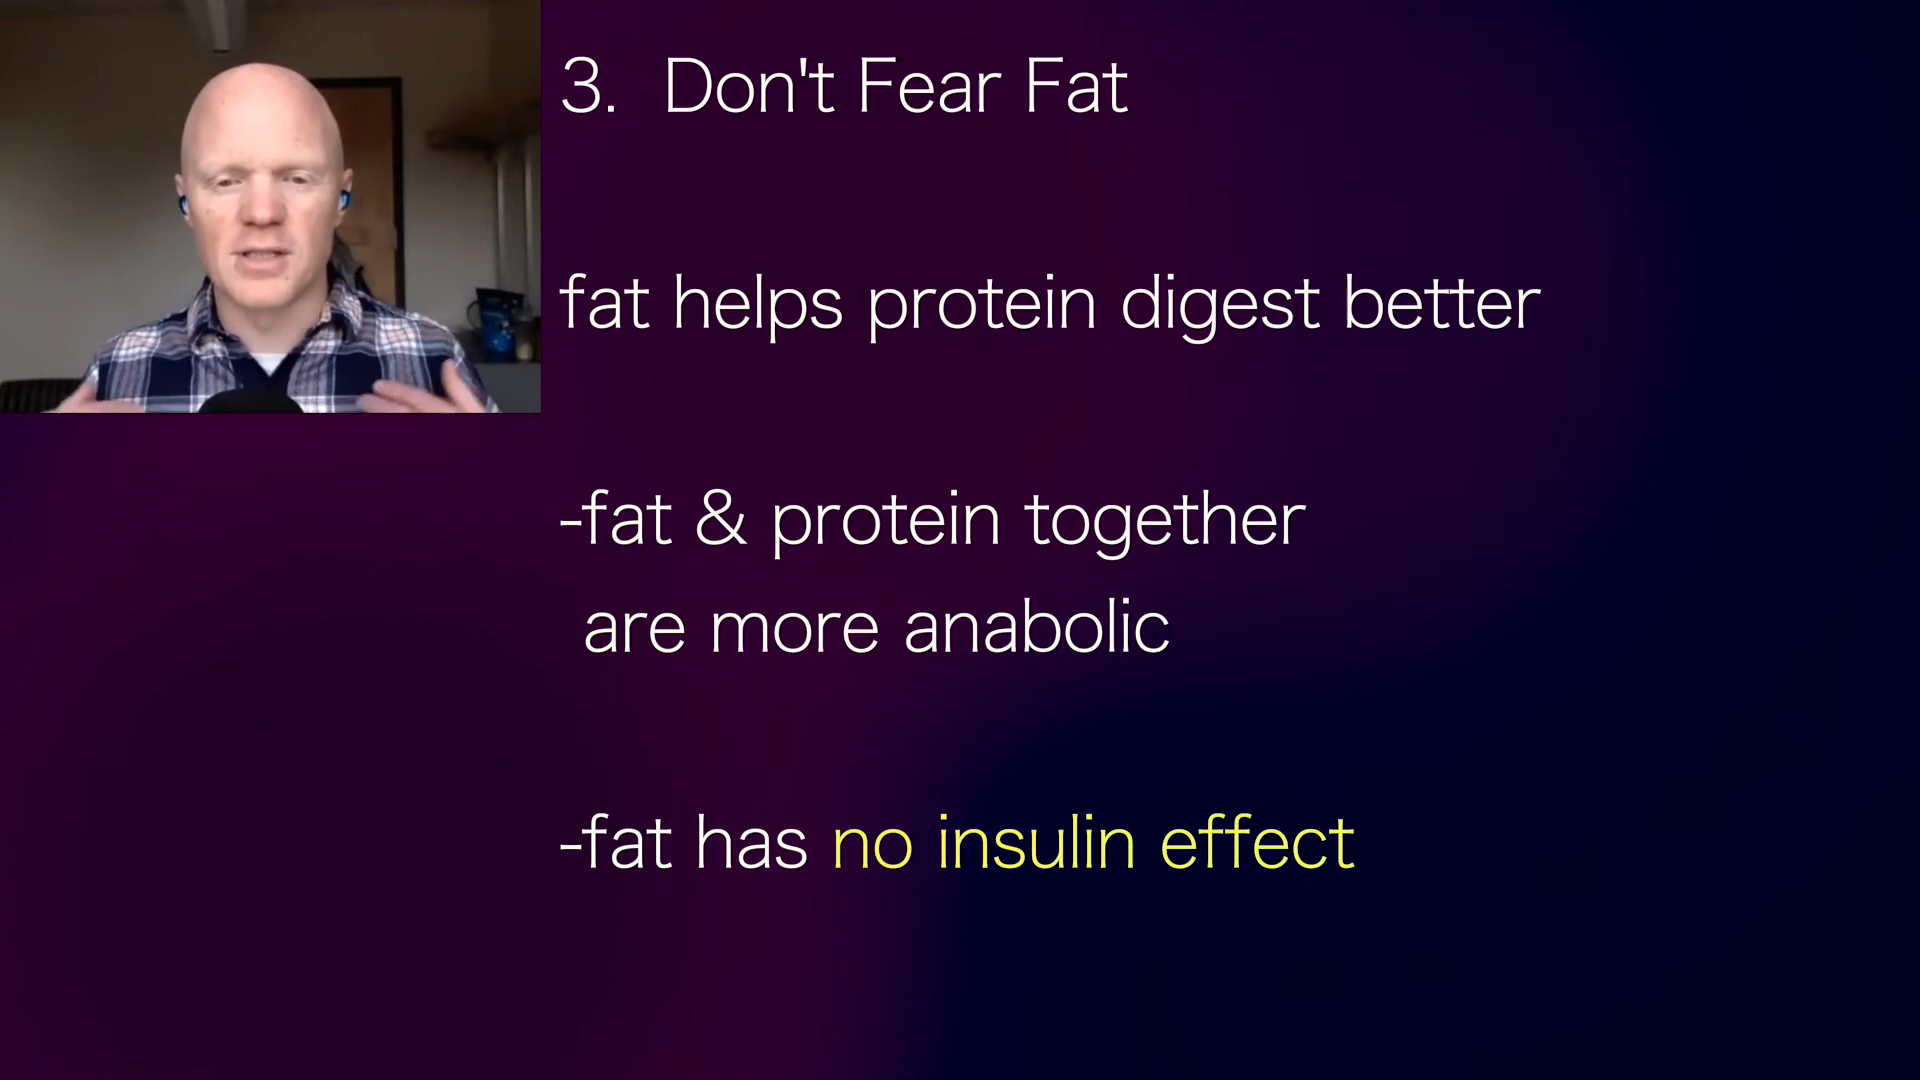 3. Don't Fear Fat
fat helps protein digest better
-fat & protein together
are more anabolic
-fat has no insulin effect